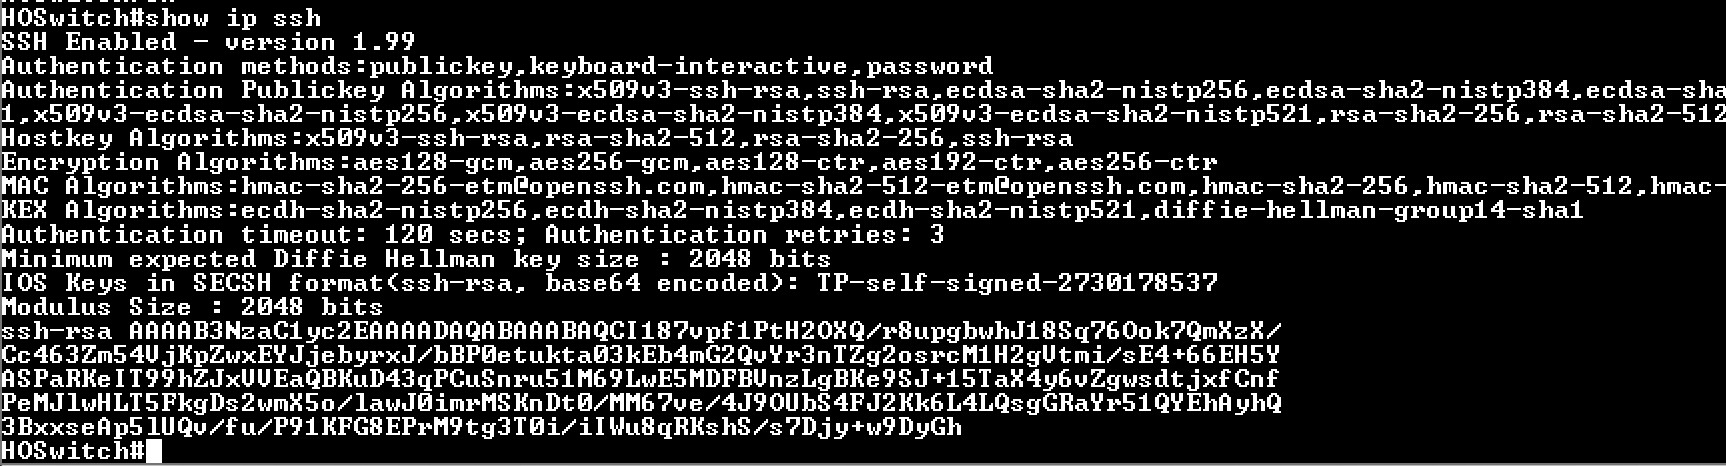 HOSwitch#show ip ssh
SSH Enabled - version 1.99
Authentication methods:publickey,keyboard-interactive,password
Authentication Publickey Algorithms:x509v3-ssh-rsa,ssh-rsa,ecdsa-sha2-nistp256,ecdsa-sha2-nistp384,ecdsa-sha
1,x509v3-ecdsa-sha2-nistp256,x509v3-ecdsa-sha2-nistp384,x509v3-ecdsa-sha2-nistp521,rsa-sha2-256,rsa-sha2-512
Hostkey Algorithms:x509v3-ssh-rsa,rsa-sha2-512,rsa-sha2-256,ssh-rsa
Encryption Algorithms:aes128-gcm,aes256-gcm,aes128-ctr,aes192-ctr,aes256-ctr
MAC Algorithms:hmac-sha2-256-etm@openssh.com,hmac-sha2-512-etm@openssh.com,hmac-sha2-256,hmac-sha2-512,hmac-
KEX Algorithms:ecdh-sha2-nistp256,ecdh-sha2-nistp384,ecdh-sha2-nistp521,diffie-hellman-group14-sha1
Authentication timeout: 120 secs; Authentication retries: 3
Minimum expected Diffie Hellman key size : 2048 bits
IOS Keys in SECSH format(ssh-rsa, base64 encoded): TP-self-signed-2730178537
Modulus Size : 2048 bits
ssh-rsa AAAAB3NzaC1yc2EAAAADAQABAAABAQCI187vpf1PtH2OXQ/r8upgbwhJ18Sq76Ook7QmXzX/
Cc463Zm54VjKpZwxEYJjebyrxJ/bBP0etukta03kEb4mG2QvYr3nTZg2osrcM1H2gVtmi/sE4+66EH5Y
ASPaRKeIT99hZJxVVEaQBKuD43qPCuSnru51M69LwE5MDFBVnzLgBKe9SJ+15TaX4y6vZgwsdtjxfCnf
PeMJlwHLT5FkgDs2wmX5o/lawJ0imrMSKnDt0/MM67ve/4J9OUbS4FJ2Kk6L4LQsgGRaYr51QYEhAyhQ
3BxxseAp5lUQv/fu/P91KFG8EPrM9tg3T0i/iIWu8qRKshS/s7Djy+w9DyGh
HOSwitch#